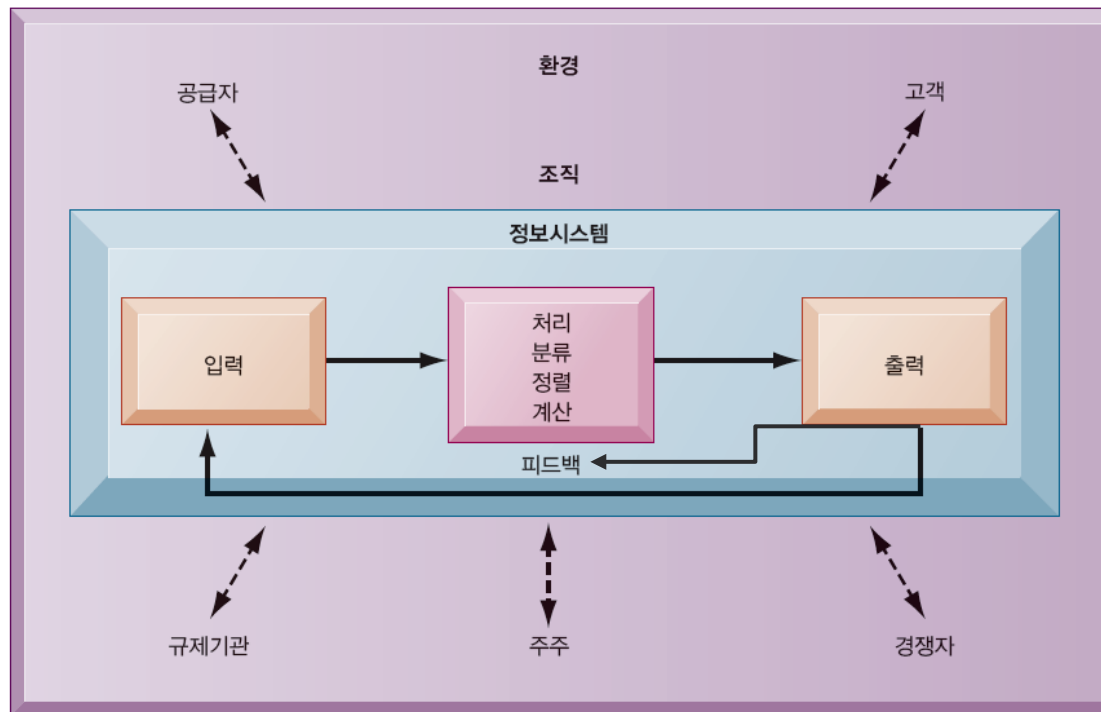 환경
공급자
고객
조직
정보시스템
입력
처리
분류
정렬
계산
출력
피드백
규제기관
주주
경쟁자